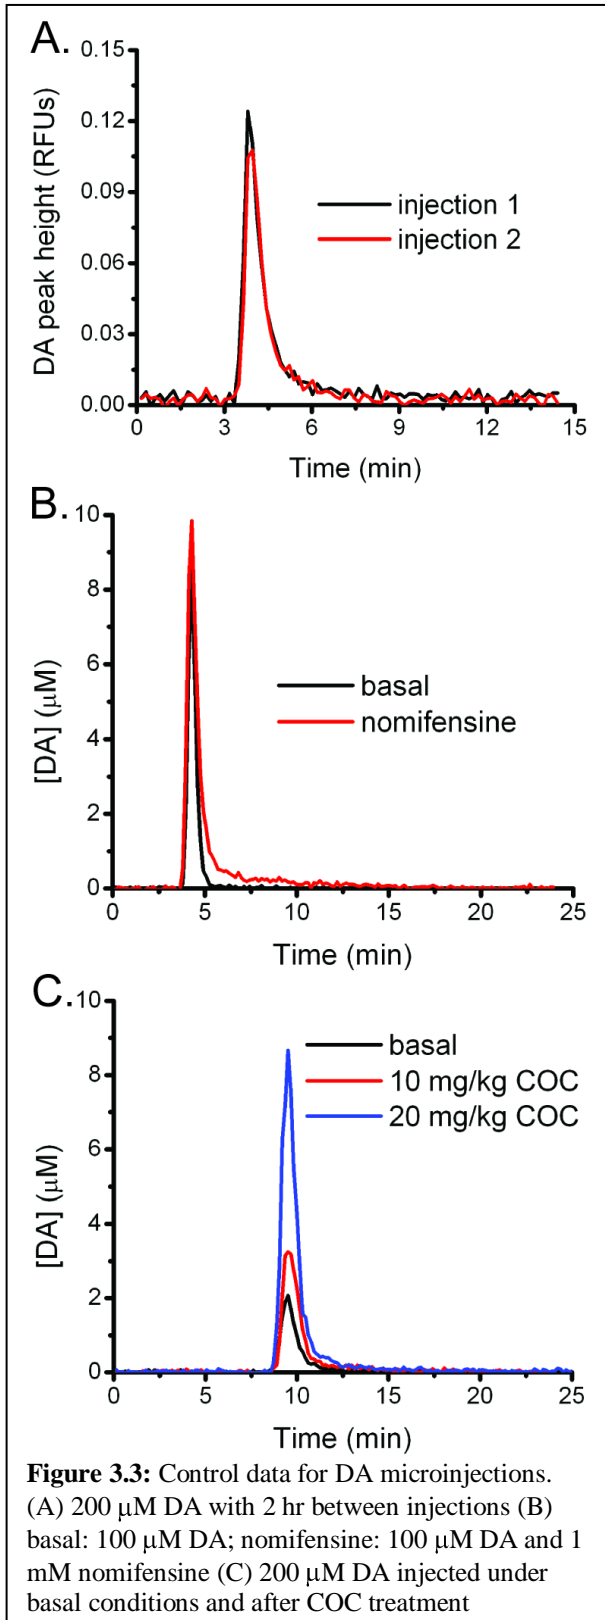 A.
0.15
0.12
0.09
0.06
0.03
0.00
DA peak height (RFUs)
injection 1
injection 2
0 3 6 9 12 15
Time (min)
B.
10
8
6
4
2
0
[DA] (μM)
basal
nomifensine
0 5 10 15 20 25
Time (min)
C.
10
8
6
4
2
0
[DA] (μM)
basal
10 mg/kg COC
20 mg/kg COC
0 5 10 15 20 25
Time (min)
Figure 3.3: Control data for DA microinjections.
(A) 200 μM DA with 2 hr between injections (B)
basal: 100 μM DA; nomifensine: 100 μM DA and 1
mM nomifensine (C) 200 μM DA injected under
basal conditions and after COC treatment